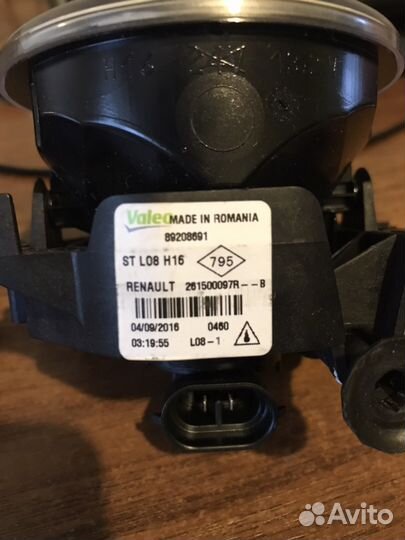 H16
Valeo MADE IN ROMANIA
89208691
ST L08 H16 795
RENAULT 261500097R--B
04/09/2016 0460
03:19:55 L08-1
Avito